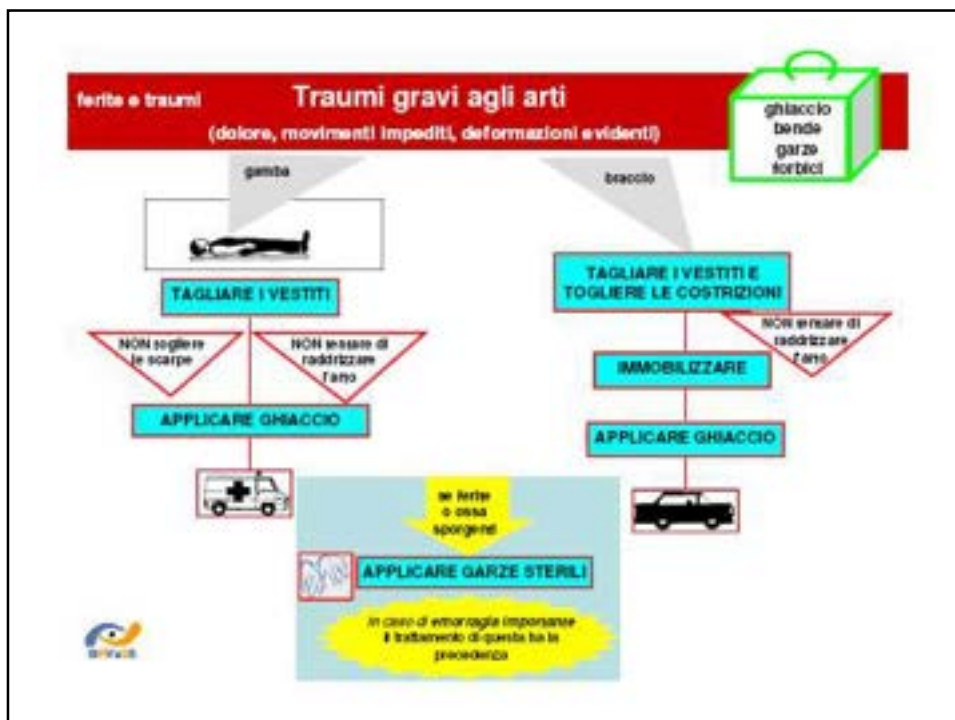 ferite e traumi
Traumi gravi agli arti
(dolore, movimenti impediti, deformazioni evidenti)
ghiaccio
bende
garze
forbici
gamba
braccio
TAGLIARE I VESTITI
NON togliere
le scarpe
NON tentare di
raddrizzare
l'arto
APPLICARE GHIACCIO
TAGLIARE I VESTITI E
TOGLIERE LE COSTRIZIONI
NON tentare di
raddrizzare
l'arto
IMMOBILIZZARE
APPLICARE GHIACCIO
se ferite
o ossa
sporgenti
APPLICARE GARZE STERILI
In caso di emorragia importante
il trattamento di questa ha la
precedenza